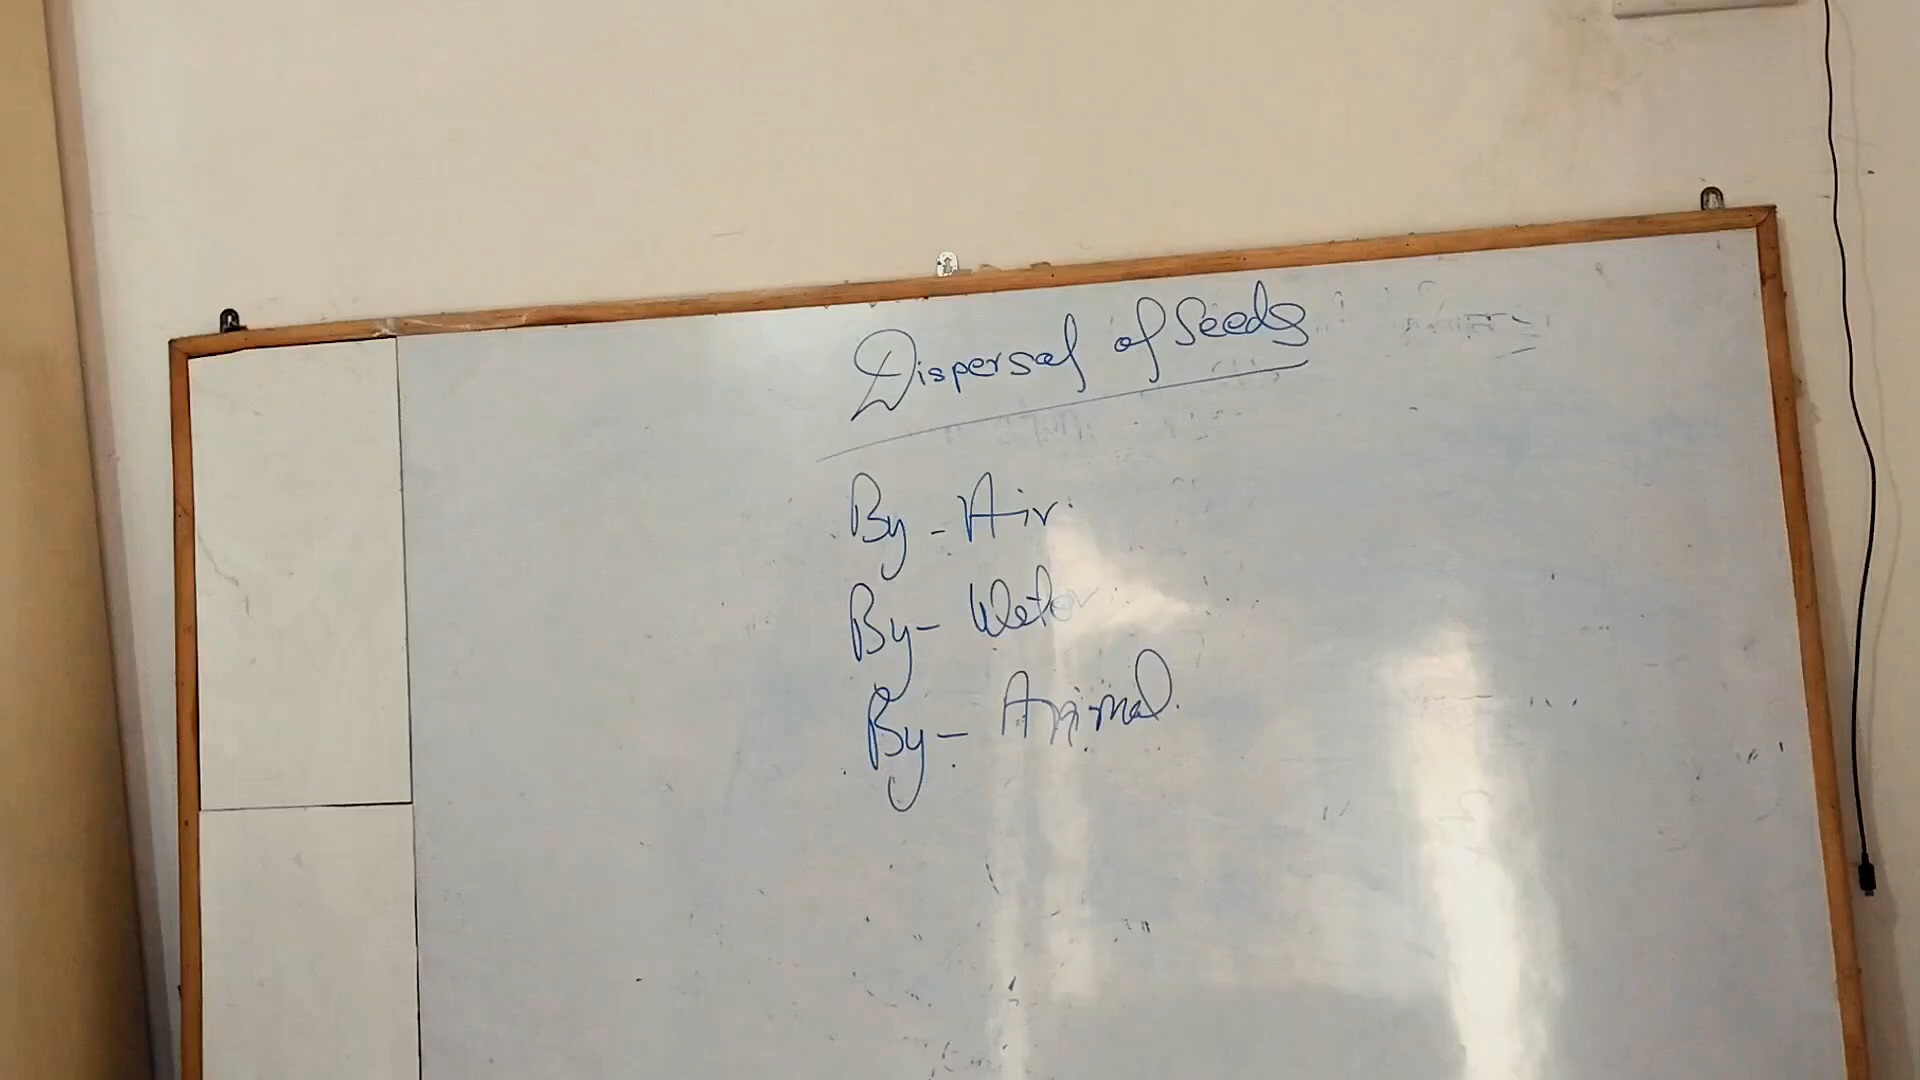 Dispersal of Seeds
By - Air.
By - Water
By - Animal.